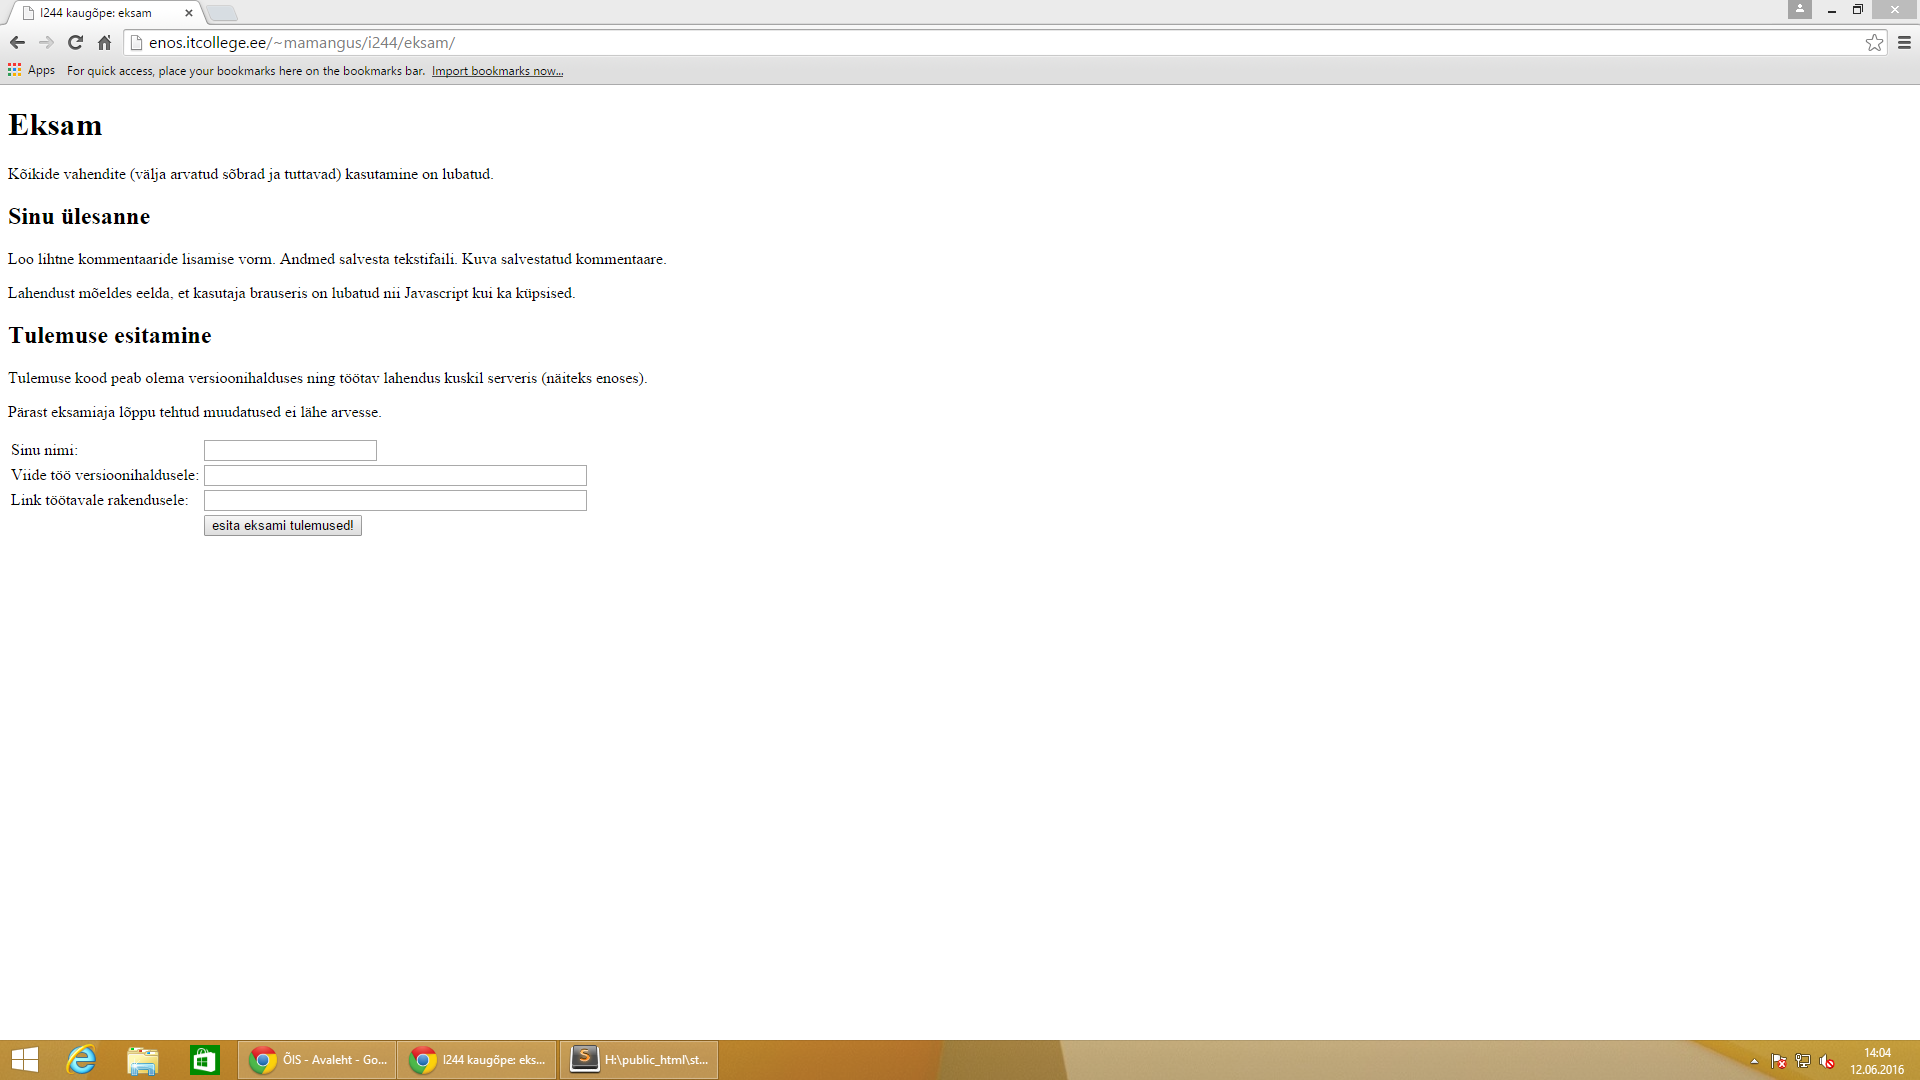 I244 kaugõpe: eksam
enos.itcollege.ee/~mamangus/i244/eksam/
Apps For quick access, place your bookmarks here on the bookmarks bar. Import bookmarks now...
Eksam
Kõikide vahendite (välja arvatud sõbrad ja tuttavad) kasutamine on lubatud.
Sinu ülesanne
Loo lihtne kommentaaride lisamise vorm. Andmed salvesta tekstifaili. Kuva salvestatud kommentaare.
Lahendust mõeldes eelda, et kasutaja brauseris on lubatud nii Javascript kui ka küpsised.
Tulemuse esitamine
Tulemuse kood peab olema versioonihalduses ning töötav lahendus kuskil serveris (näiteks enoses).
Pärast eksamiaja lõppu tehtud muudatused ei lähe arvesse.
Sinu nimi:
Viide töö versioonihaldusele:
Link töötavale rakendusele:
esita eksami tulemused!
ÕIS - Avaleht - Go... I244 kaugõpe: eks... H:\public_html\st...
14:04
12.06.2016